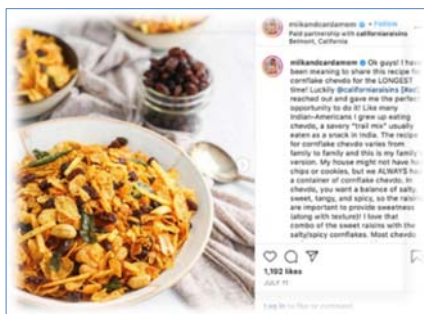 milkandcardamom • Follow
Paid partnership with californiaraisins
Belmont, California
milkandcardamom Ok guys! I have
been meaning to share this recipe fo
cornflake chevdo for the LONGEST
time! Luckily @californiaraisins
reached out and gave me the perfec
opportunity to do it! Like many
Indian-Americans I grew up eating
chevdo, a savory "trail mix" usually
eaten as a snack in India. The recipe
for cornflake chevdo varies from
family to family and this is my family
version. My house might not have
chips or cookies, but we ALWAYS ha
a container of cornflake chevdo. In
chevdo, you want a balance of salty,
sweet, tangy, and spicy, so the raisin
are important to provide sweetness
(along with texture)! I love that
combo of the sweet raisins with the
salty/spicy cornflakes. Most chevdo
1,192 likes
JULY 11
Log in to like or comment.